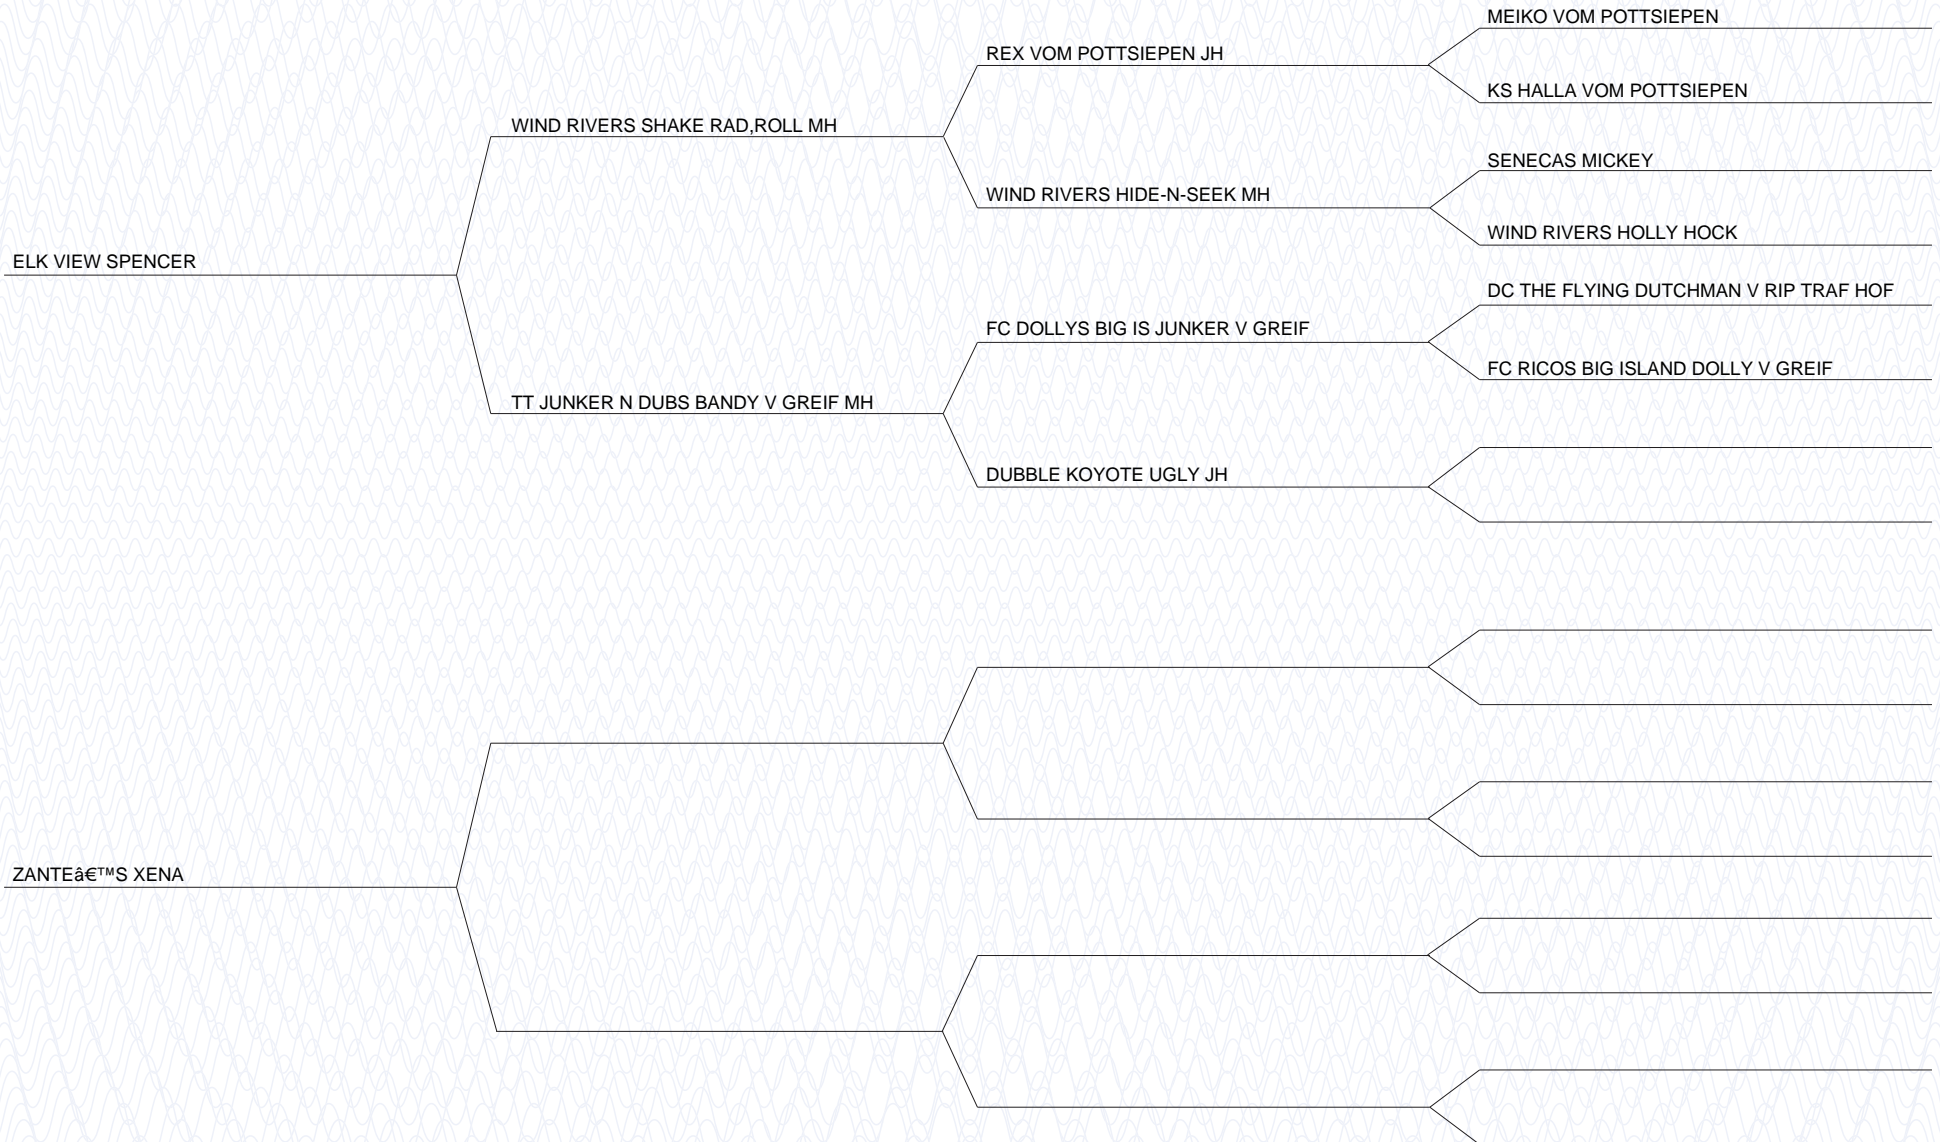 MEIKO VOM POTTSIEPEN
REX VOM POTTSIEPEN JH
KS HALLA VOM POTTSIEPEN
WIND RIVERS SHAKE RAD,ROLL MH
SENECAS MICKEY
WIND RIVERS HIDE-N-SEEK MH
WIND RIVERS HOLLY HOCK
ELK VIEW SPENCER
DC THE FLYING DUTCHMAN V RIP TRAF HOF
FC DOLLYS BIG IS JUNKER V GREIF
FC RICOS BIG ISLAND DOLLY V GREIF
TT JUNKER N DUBS BANDY V GREIF MH
DUBBLE KOYOTE UGLY JH
ZANTE’S XENA